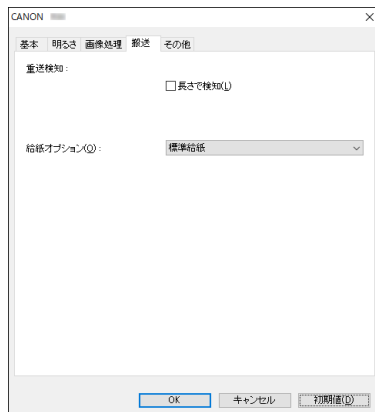 CANON
基本 明るさ 画像処理 搬送 その他
重送検知 :
長さで検知(L)
給紙オプション(O) : 標準給紙
OK キャンセル 初期値(D)